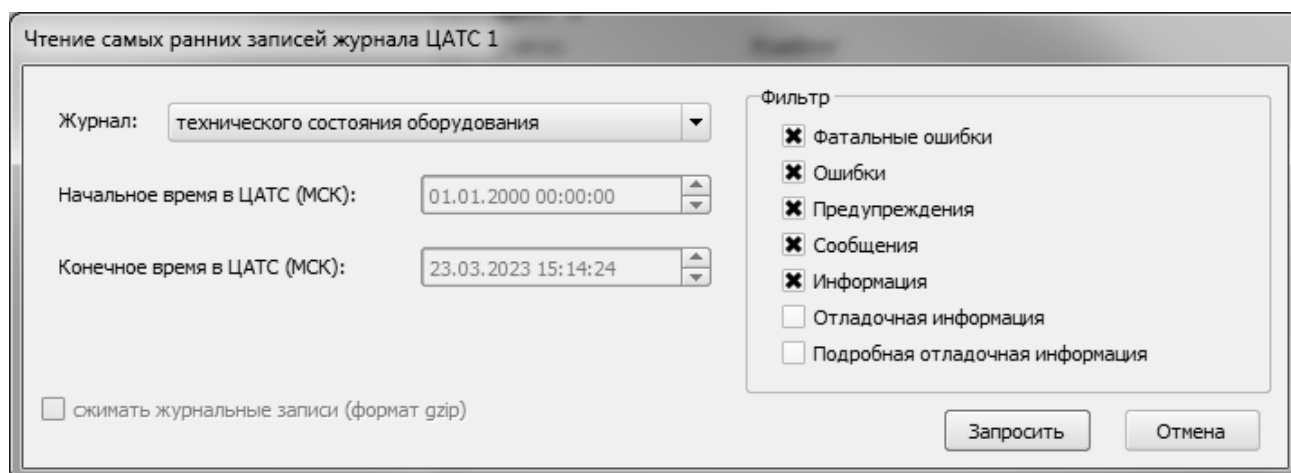 Чтение самых ранних записей журнала ЦАТС 1
Журнал: технического состояния оборудования
Начальное время в ЦАТС (МСК): 01.01.2000 00:00:00
Конечное время в ЦАТС (МСК): 23.03.2023 15:14:24
сжимать журнальные записи (формат gzip)
Фильтр
Фатальные ошибки
Ошибки
Предупреждения
Сообщения
Информация
Отладочная информация
Подробная отладочная информация
Запросить Отмена